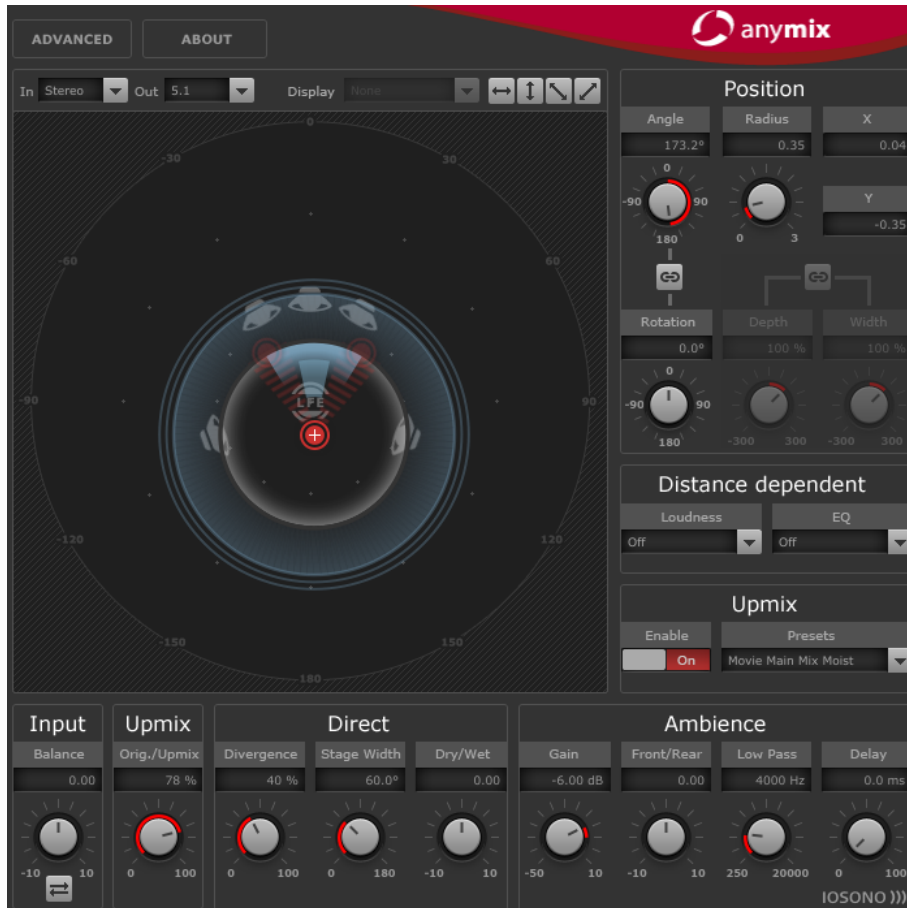 ADVANCED ABOUT anymix
In Stereo Out 5.1 Display None
Position
Angle Radius X
173.2° 0.35 0.04
0
-90 90 Y
180 0 3 -0.35
Rotation Depth Width
0.0° 100 % 100 %
0
-90 90
180 -300 300 -300 300
0
-30 30
-60 60
-90 90
LFE
-120 120
-150 150
180
Distance dependent
Loudness EQ
Off Off
Upmix
Enable Presets
On Movie Main Mix Moist
Input Upmix Direct Ambience
Balance Orig./Upmix Divergence Stage Width Dry/Wet Gain Front/Rear Low Pass Delay
0.00 78 % 40 % 60.0° 0.00 -6.00 dB 0.00 4000 Hz 0.0 ms
-10 10 0 100 0 100 0 180 -10 10 -50 10 -10 10 250 20000 0 100
IOSONO )))